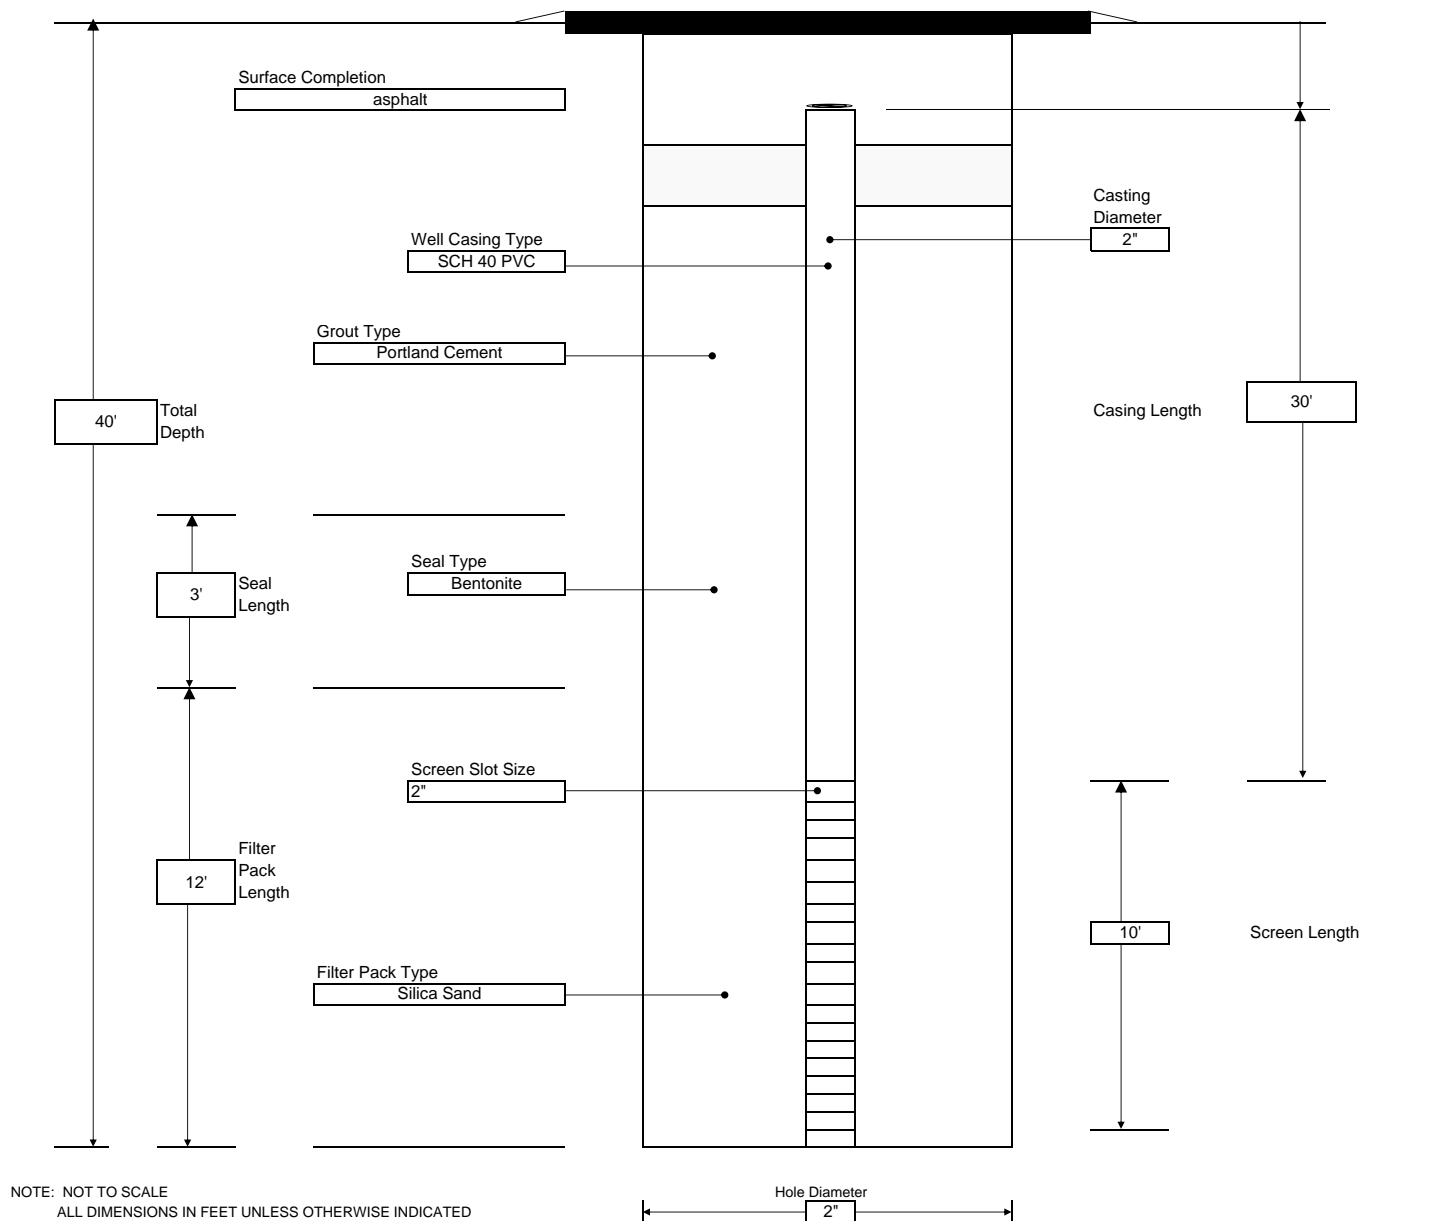 Surface Completion
asphalt
Casting
Diameter
2"
Well Casing Type
SCH 40 PVC
Grout Type
Portland Cement
40'
Total
Depth
Casing Length
30'
Seal Type
Bentonite
3'
Seal
Length
Screen Slot Size
2"
Filter
Pack
Length
12'
10'
Screen Length
Filter Pack Type
Silica Sand
NOTE: NOT TO SCALE
ALL DIMENSIONS IN FEET UNLESS OTHERWISE INDICATED
Hole Diameter
2"